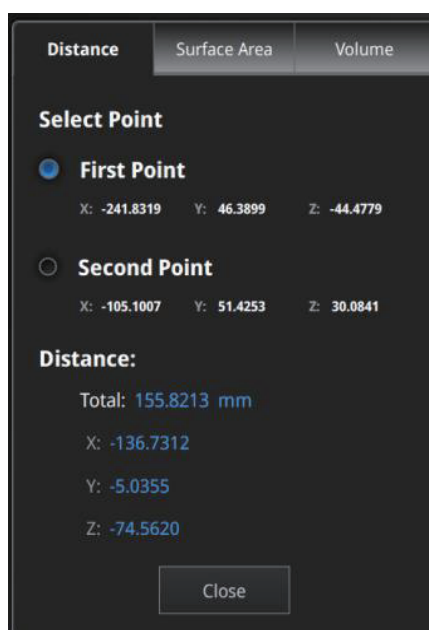 Distance Surface Area Volume
Select Point
First Point
X: -241.8319 Y: 46.3899 Z: -44.4779
Second Point
X: -105.1007 Y: 51.4253 Z: 30.0841
Distance:
Total: 155.8213 mm
X: -136.7312
Y: -5.0355
Z: -74.5620
Close